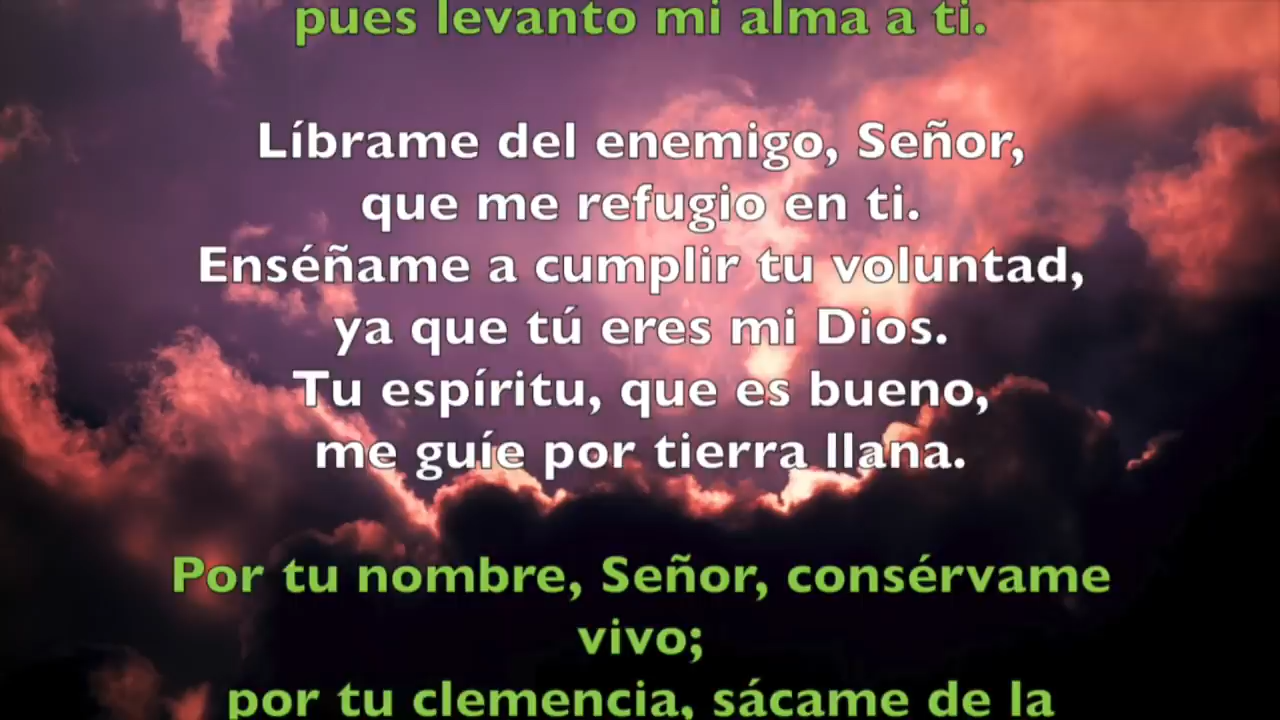 pues levanto mi alma a ti.
Líbrame del enemigo, Señor,
que me refugio en ti.
Enséñame a cumplir tu voluntad,
ya que tú eres mi Dios.
Tu espíritu, que es bueno,
me guíe por tierra llana.
Por tu nombre, Señor, consérvame
vivo;
por tu clemencia, sácame de la